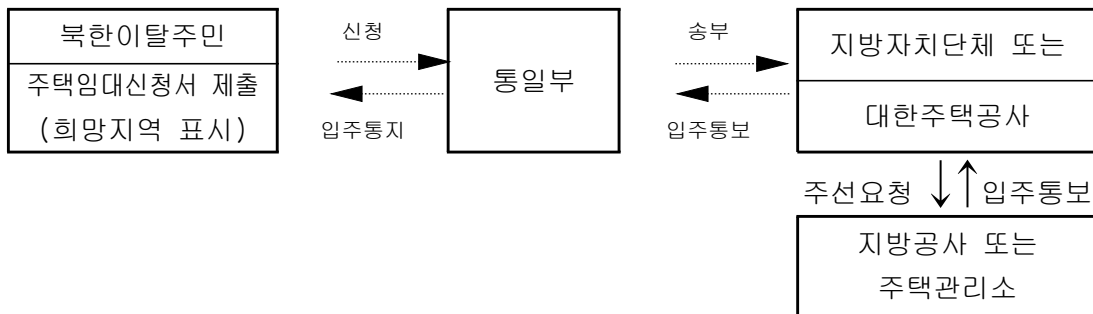 북한이탈주민
주택임대신청서 제출
(희망지역 표시)
신청
입주통지
통일부
송부
입주통보
지방자치단체 또는
대한주택공사
주선요청
입주통보
지방공사 또는
주택관리소